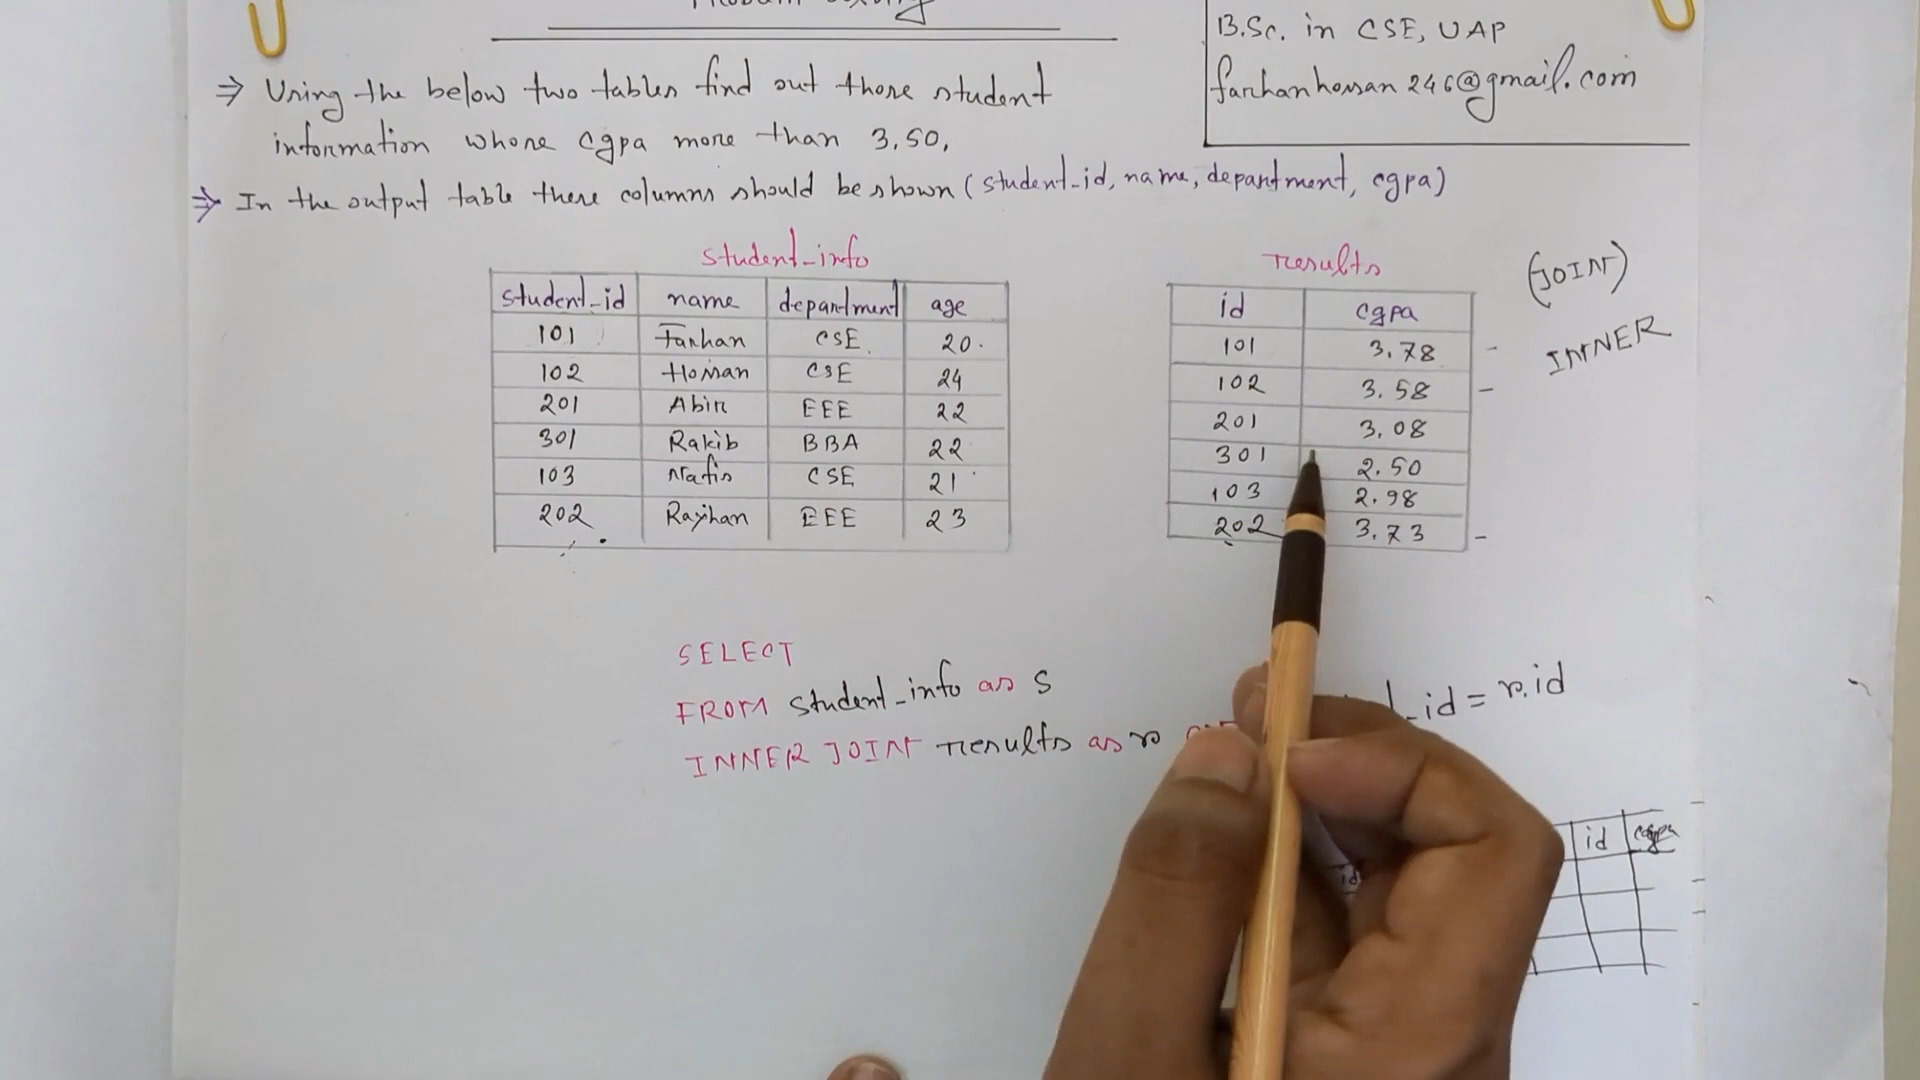 B.Sc. in CSE, UAP
farhanhossan246@gmail.com
⇒ Using the below two tables find out those student
information whose cgpa more than 3.50,
⇒ In the output table these columns should be shown (student_id, name, department, cgpa)
student_info
student_id name department age
101 Farhan CSE 20
102 Hossan CSE 24
201 Abir EEE 22
301 Rakib BBA 22
103 Nafis CSE 21
202 Rayhan EEE 23
results
id cgpa
101 3.78
102 3.58
201 3.08
301 2.50
103 2.98
202 3.73
(JOIN)
INNER
SELECT
FROM student_info as s
INNER JOIN results as r
_id = r.id
id
id